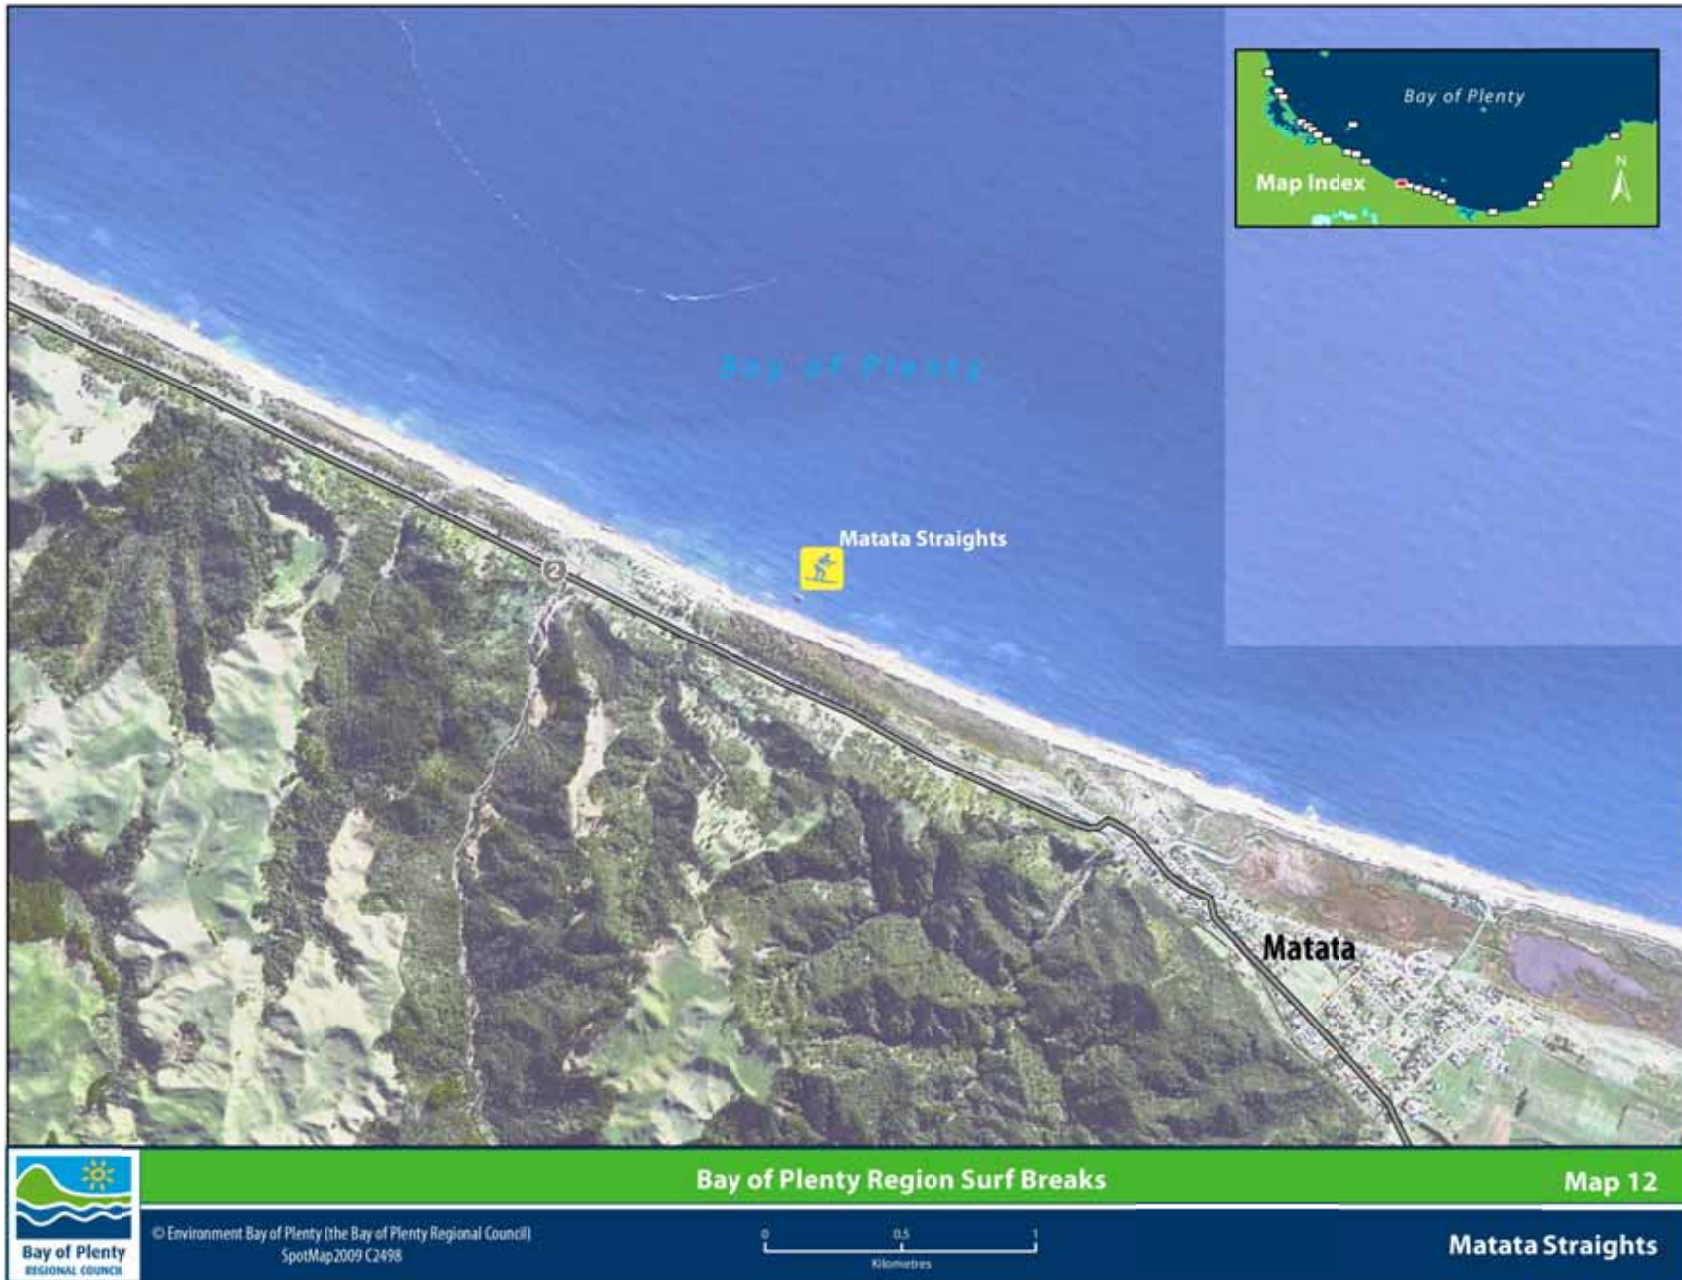 Bay of Plenty
Map Index
N
Bay of Plenty
Matata Straights
2
Matata
Bay of Plenty Region Surf Breaks
Map 12
Bay of Plenty
REGIONAL COUNCIL
© Environment Bay of Plenty (the Bay of Plenty Regional Council)
SpotMap2009 C2498
0 0.5 1
Kilometres
Matata Straights